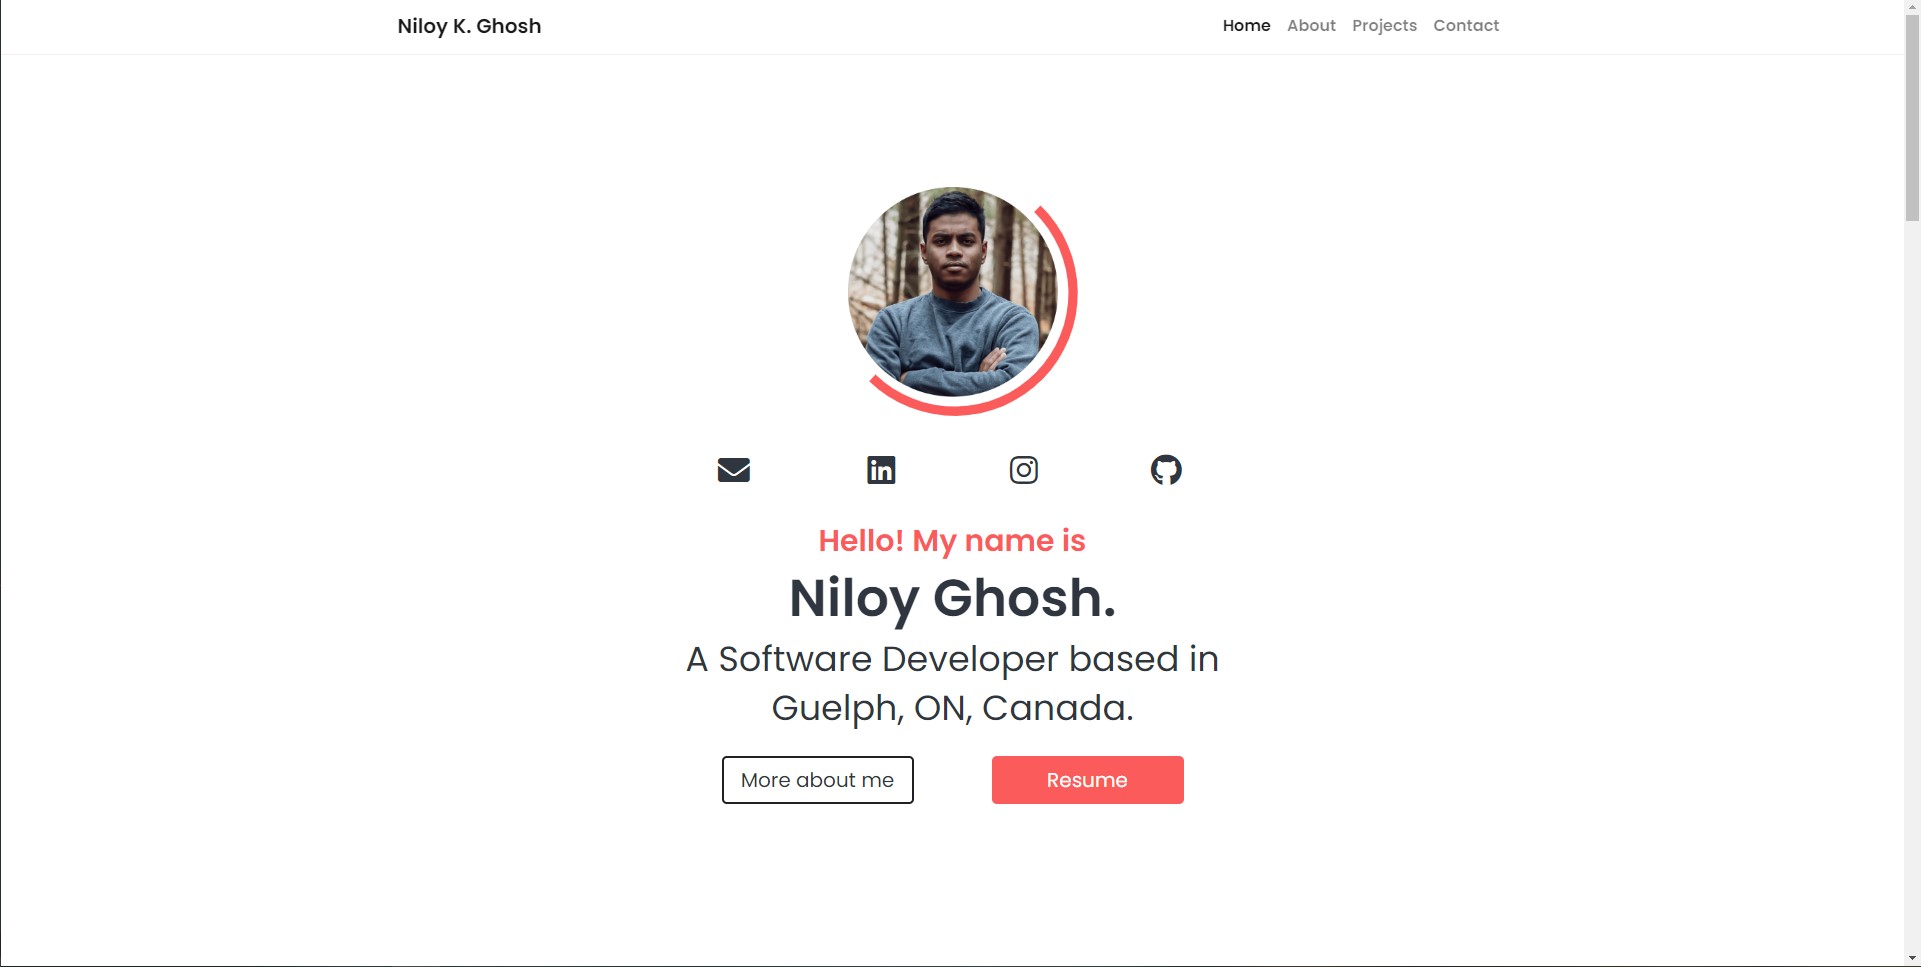 Niloy K. Ghosh
Home About Projects Contact
Hello! My name is
Niloy Ghosh.
A Software Developer based in
Guelph, ON, Canada.
More about me
Resume